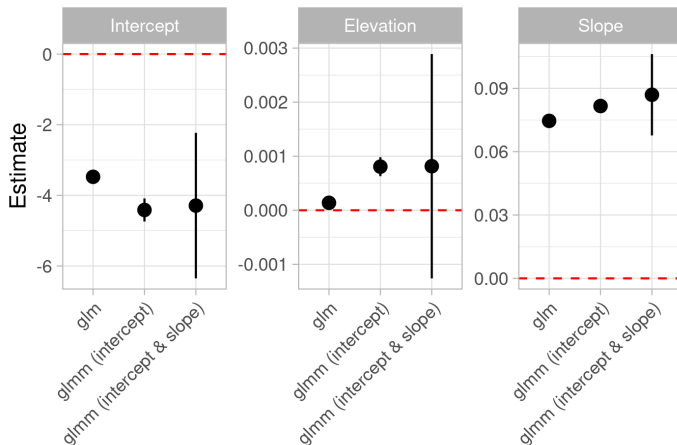 Intercept
Elevation
Slope
Estimate
0
-2
-4
-6
0.003
0.002
0.001
0.000
-0.001
0.09
0.06
0.03
0.00
glm
glmm (intercept)
glmm (intercept & slope)
glm
glmm (intercept)
glmm (intercept & slope)
glm
glmm (intercept)
glmm (intercept & slope)